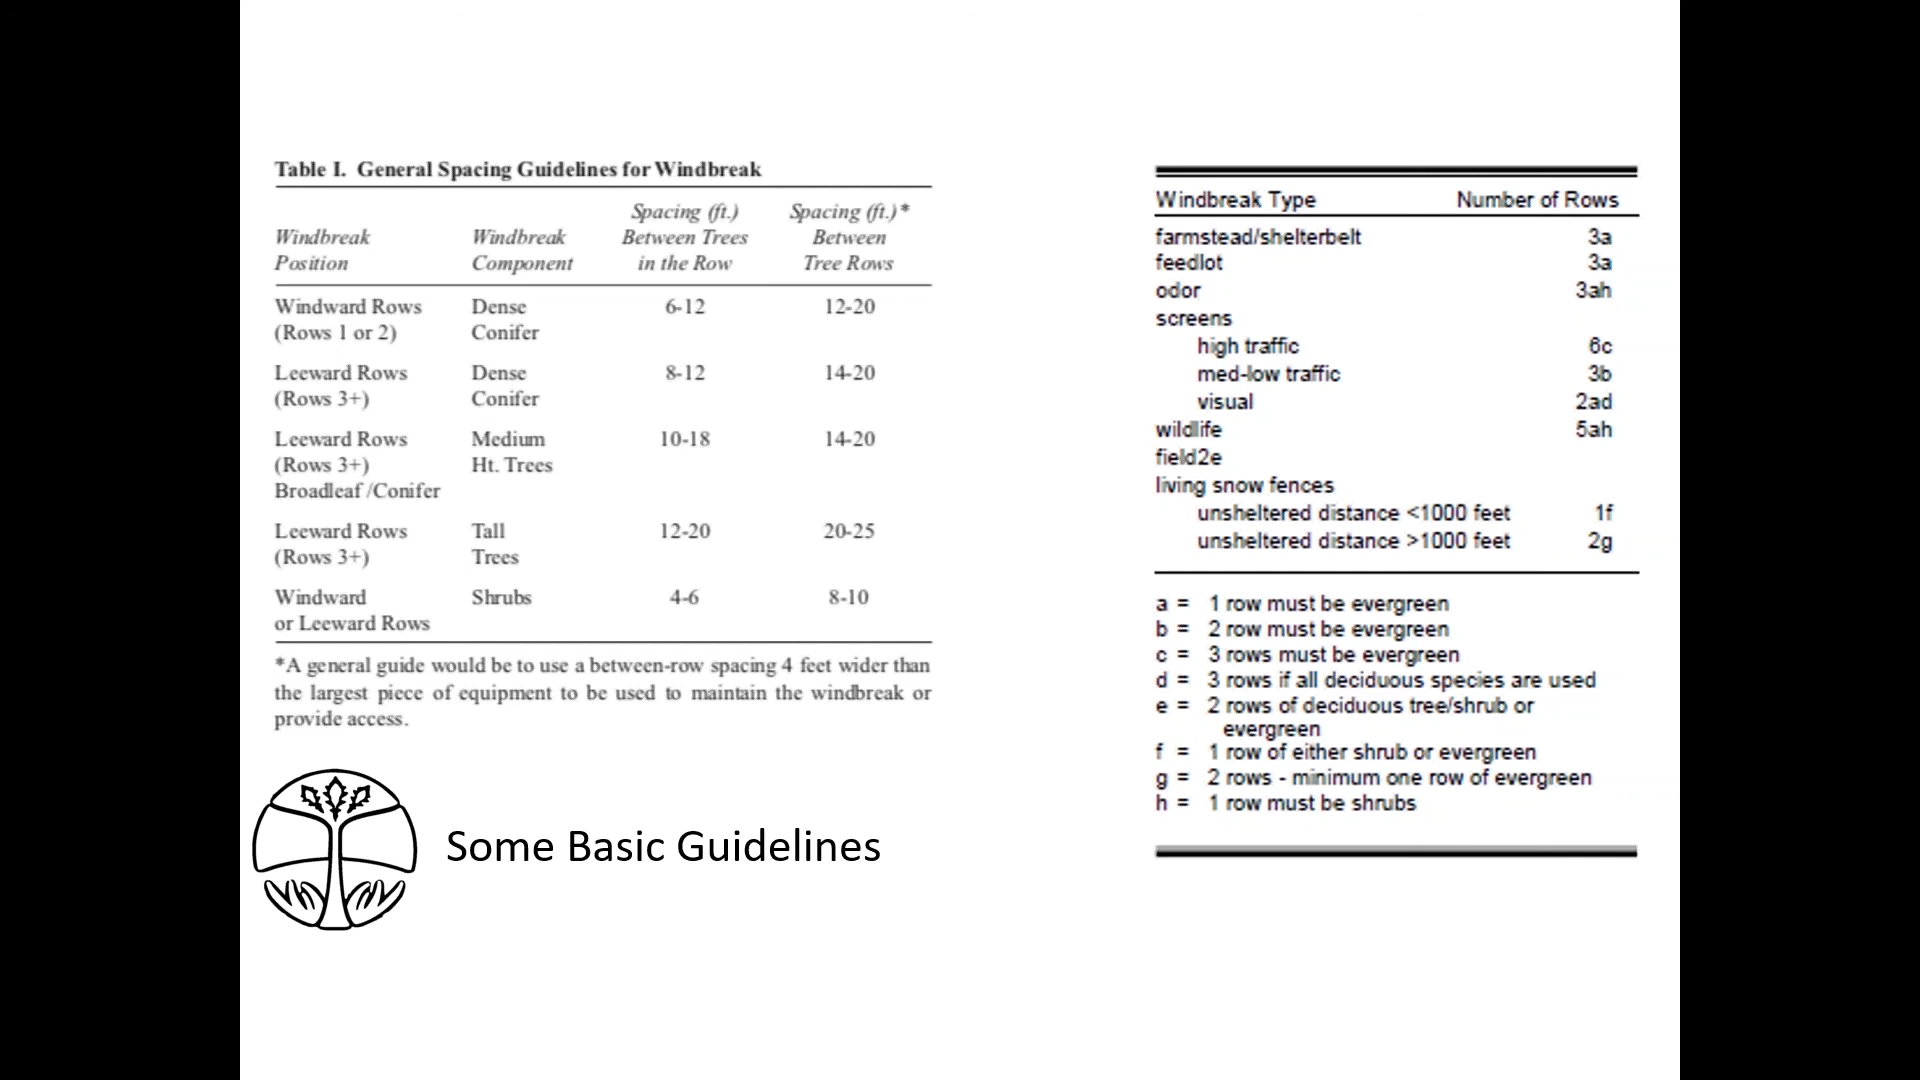 Table I. General Spacing Guidelines for Windbreak
Spacing (ft.) Spacing (ft.)*
Windbreak Windbreak Between Trees Between
Position Component in the Row Tree Rows
Windward Rows Dense 6-12 12-20
(Rows 1 or 2) Conifer
Leeward Rows Dense 8-12 14-20
(Rows 3+) Conifer
Leeward Rows Medium 10-18 14-20
(Rows 3+) Ht. Trees
Broadleaf /Conifer
Leeward Rows Tall 12-20 20-25
(Rows 3+) Trees
Windward Shrubs 4-6 8-10
or Leeward Rows
*A general guide would be to use a between-row spacing 4 feet wider than
the largest piece of equipment to be used to maintain the windbreak or
provide access.
Some Basic Guidelines
Windbreak Type Number of Rows
farmstead/shelterbelt 3a
feedlot 3a
odor 3ah
screens
high traffic 6c
med-low traffic 3b
visual 2ad
wildlife 5ah
field2e
living snow fences
unsheltered distance <1000 feet 1f
unsheltered distance >1000 feet 2g
a = 1 row must be evergreen
b = 2 row must be evergreen
c = 3 rows must be evergreen
d = 3 rows if all deciduous species are used
e = 2 rows of deciduous tree/shrub or
evergreen
f = 1 row of either shrub or evergreen
g = 2 rows - minimum one row of evergreen
h = 1 row must be shrubs